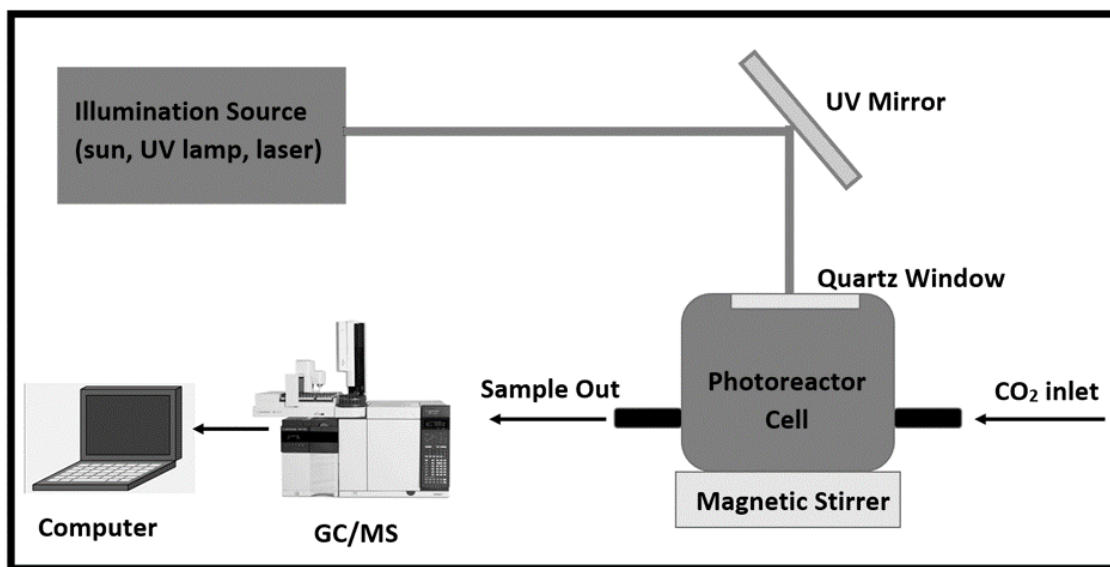 Illumination Source
(sun, UV lamp, laser)
UV Mirror
Quartz Window
Photoreactor
Cell
CO₂ inlet
Sample Out
Magnetic Stirrer
GC/MS
Computer